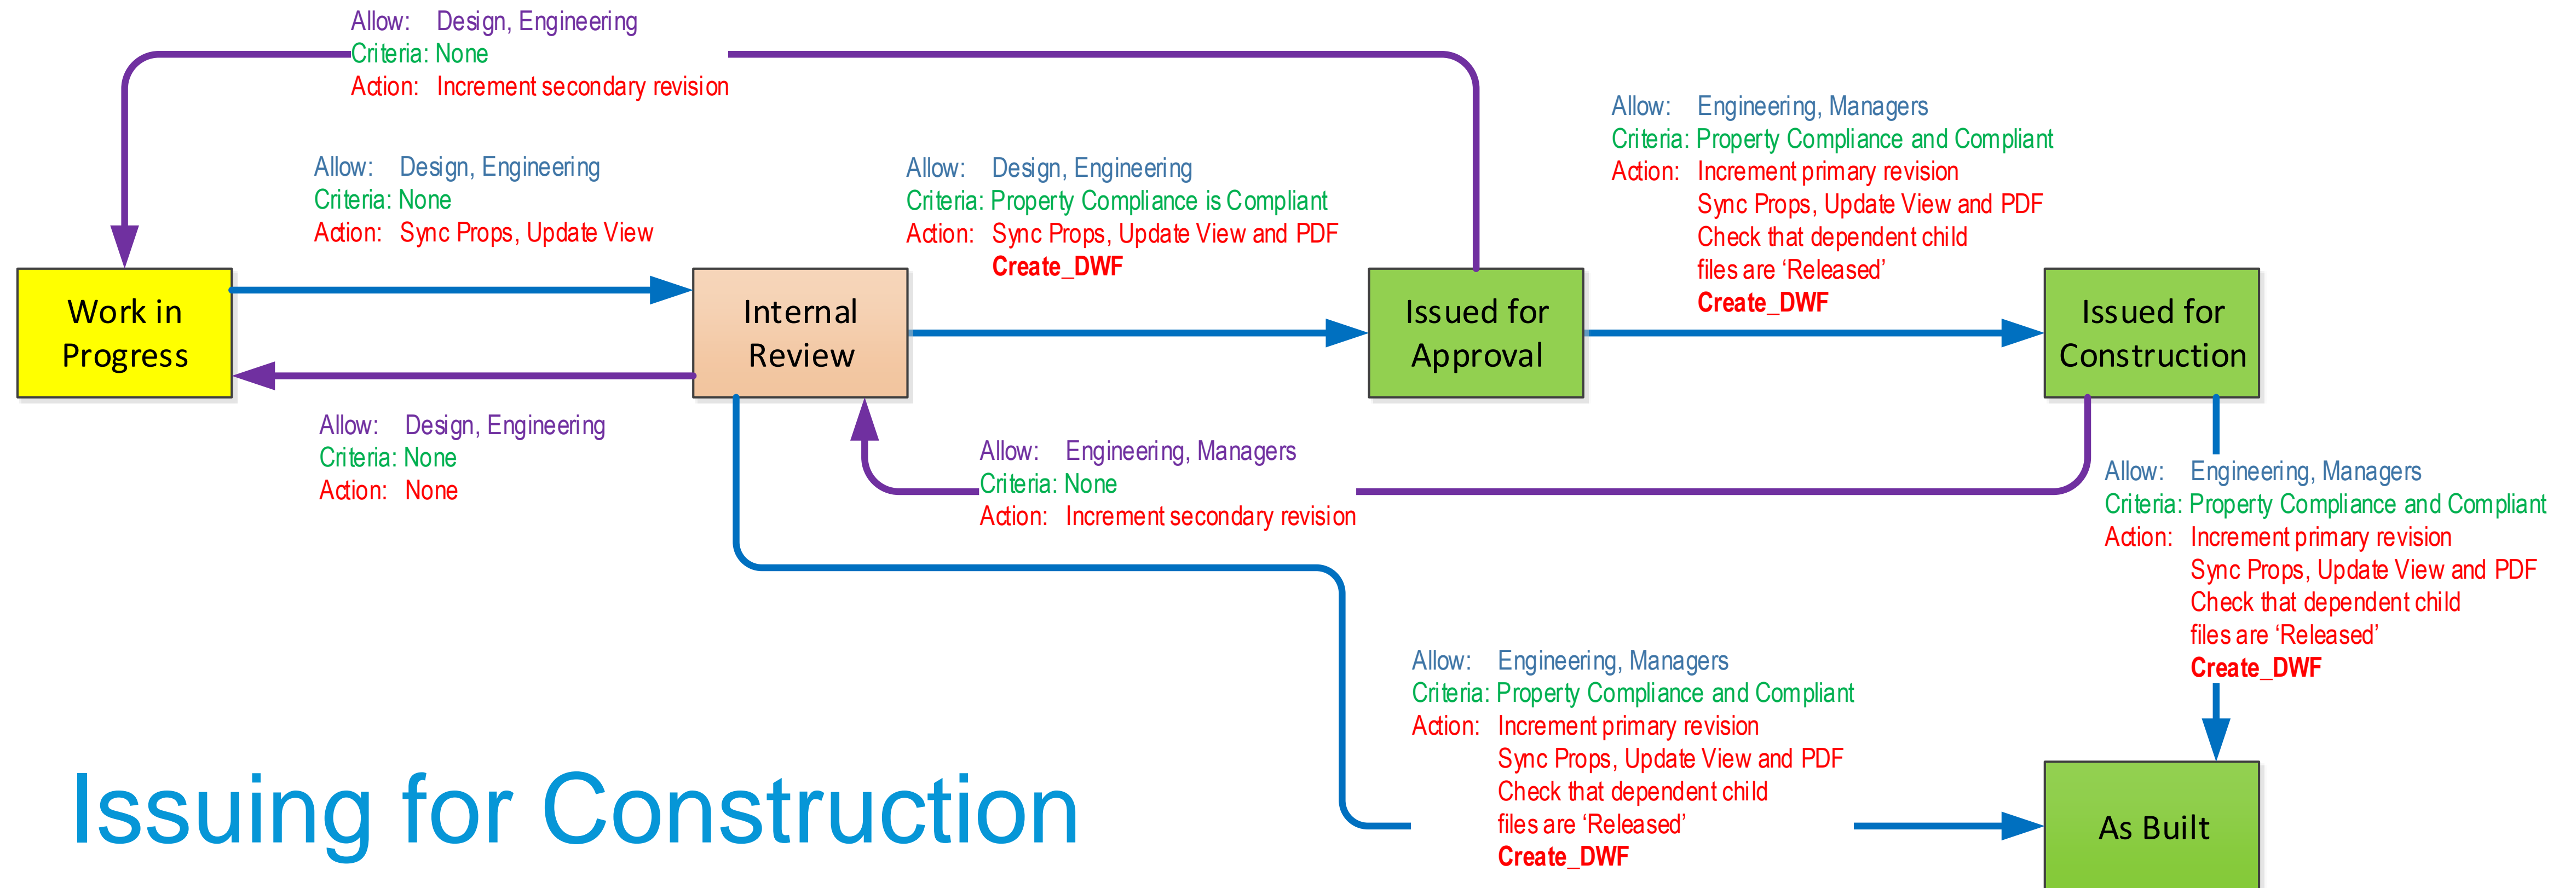 Allow: Design, Engineering
Criteria: None
Action: Increment secondary revision
Allow: Design, Engineering
Criteria: None
Action: Sync Props, Update View
Allow: Design, Engineering
Criteria: Property Compliance is Compliant
Action: Sync Props, Update View and PDF
Create_DWF
Allow: Engineering, Managers
Criteria: Property Compliance and Compliant
Action: Increment primary revision
Sync Props, Update View and PDF
Check that dependent child
files are ‘Released’
Create_DWF
Work in
Progress
Internal
Review
Issued for
Approval
Issued for
Construction
Allow: Design, Engineering
Criteria: None
Action: None
Allow: Engineering, Managers
Criteria: None
Action: Increment secondary revision
Allow: Engineering, Managers
Criteria: Property Compliance and Compliant
Action: Increment primary revision
Sync Props, Update View and PDF
Check that dependent child
files are ‘Released’
Create_DWF
Allow: Engineering, Managers
Criteria: Property Compliance and Compliant
Action: Increment primary revision
Sync Props, Update View and PDF
Check that dependent child
files are ‘Released’
Create_DWF
As Built
Issuing for Construction